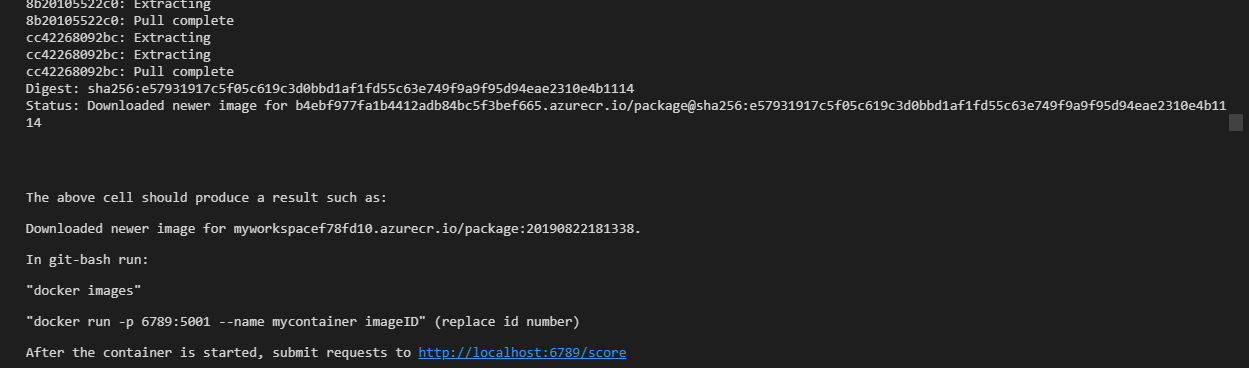 8b20105522c0: Extracting
8b20105522c0: Pull complete
cc42268092bc: Extracting
cc42268092bc: Extracting
cc42268092bc: Pull complete
Digest: sha256:e57931917c5f05c619c3d0bbd1af1fd55c63e749f9a9f95d94eae2310e4b1114
Status: Downloaded newer image for b4ebf977fa1b4412adb84bc5f3bef665.azurecr.io/package@sha256:e57931917c5f05c619c3d0bbd1af1fd55c63e749f9a9f95d94eae2310e4b11
14
The above cell should produce a result such as:
Downloaded newer image for myworkspacef78fd10.azurecr.io/package:20190822181338.
In git-bash run:
"docker images"
"docker run -p 6789:5001 --name mycontainer imageID" (replace id number)
After the container is started, submit requests to http://localhost:6789/score